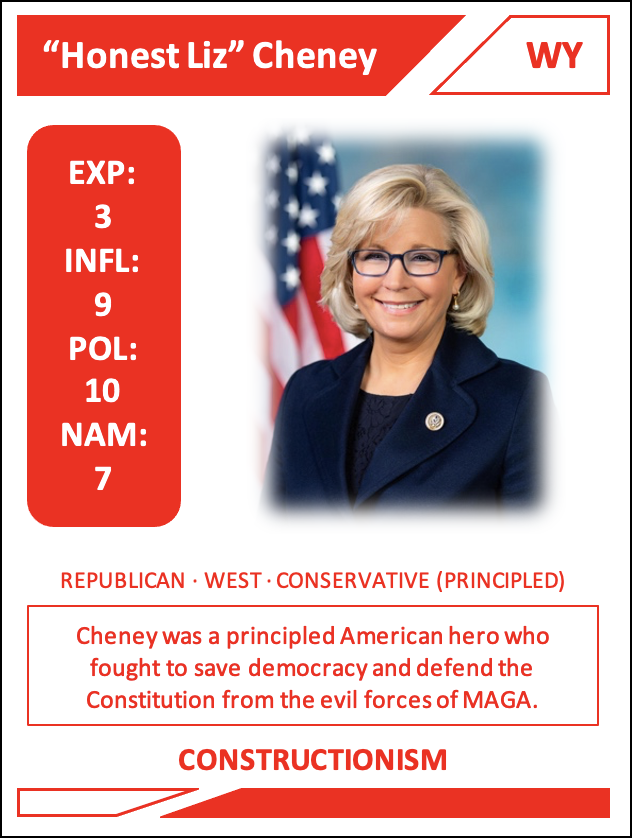 “Honest Liz” Cheney
WY
EXP:
3
INFL:
9
POL:
10
NAM:
7
REPUBLICAN · WEST · CONSERVATIVE (PRINCIPLED)
Cheney was a principled American hero who
fought to save democracy and defend the
Constitution from the evil forces of MAGA.
CONSTRUCTIONISM